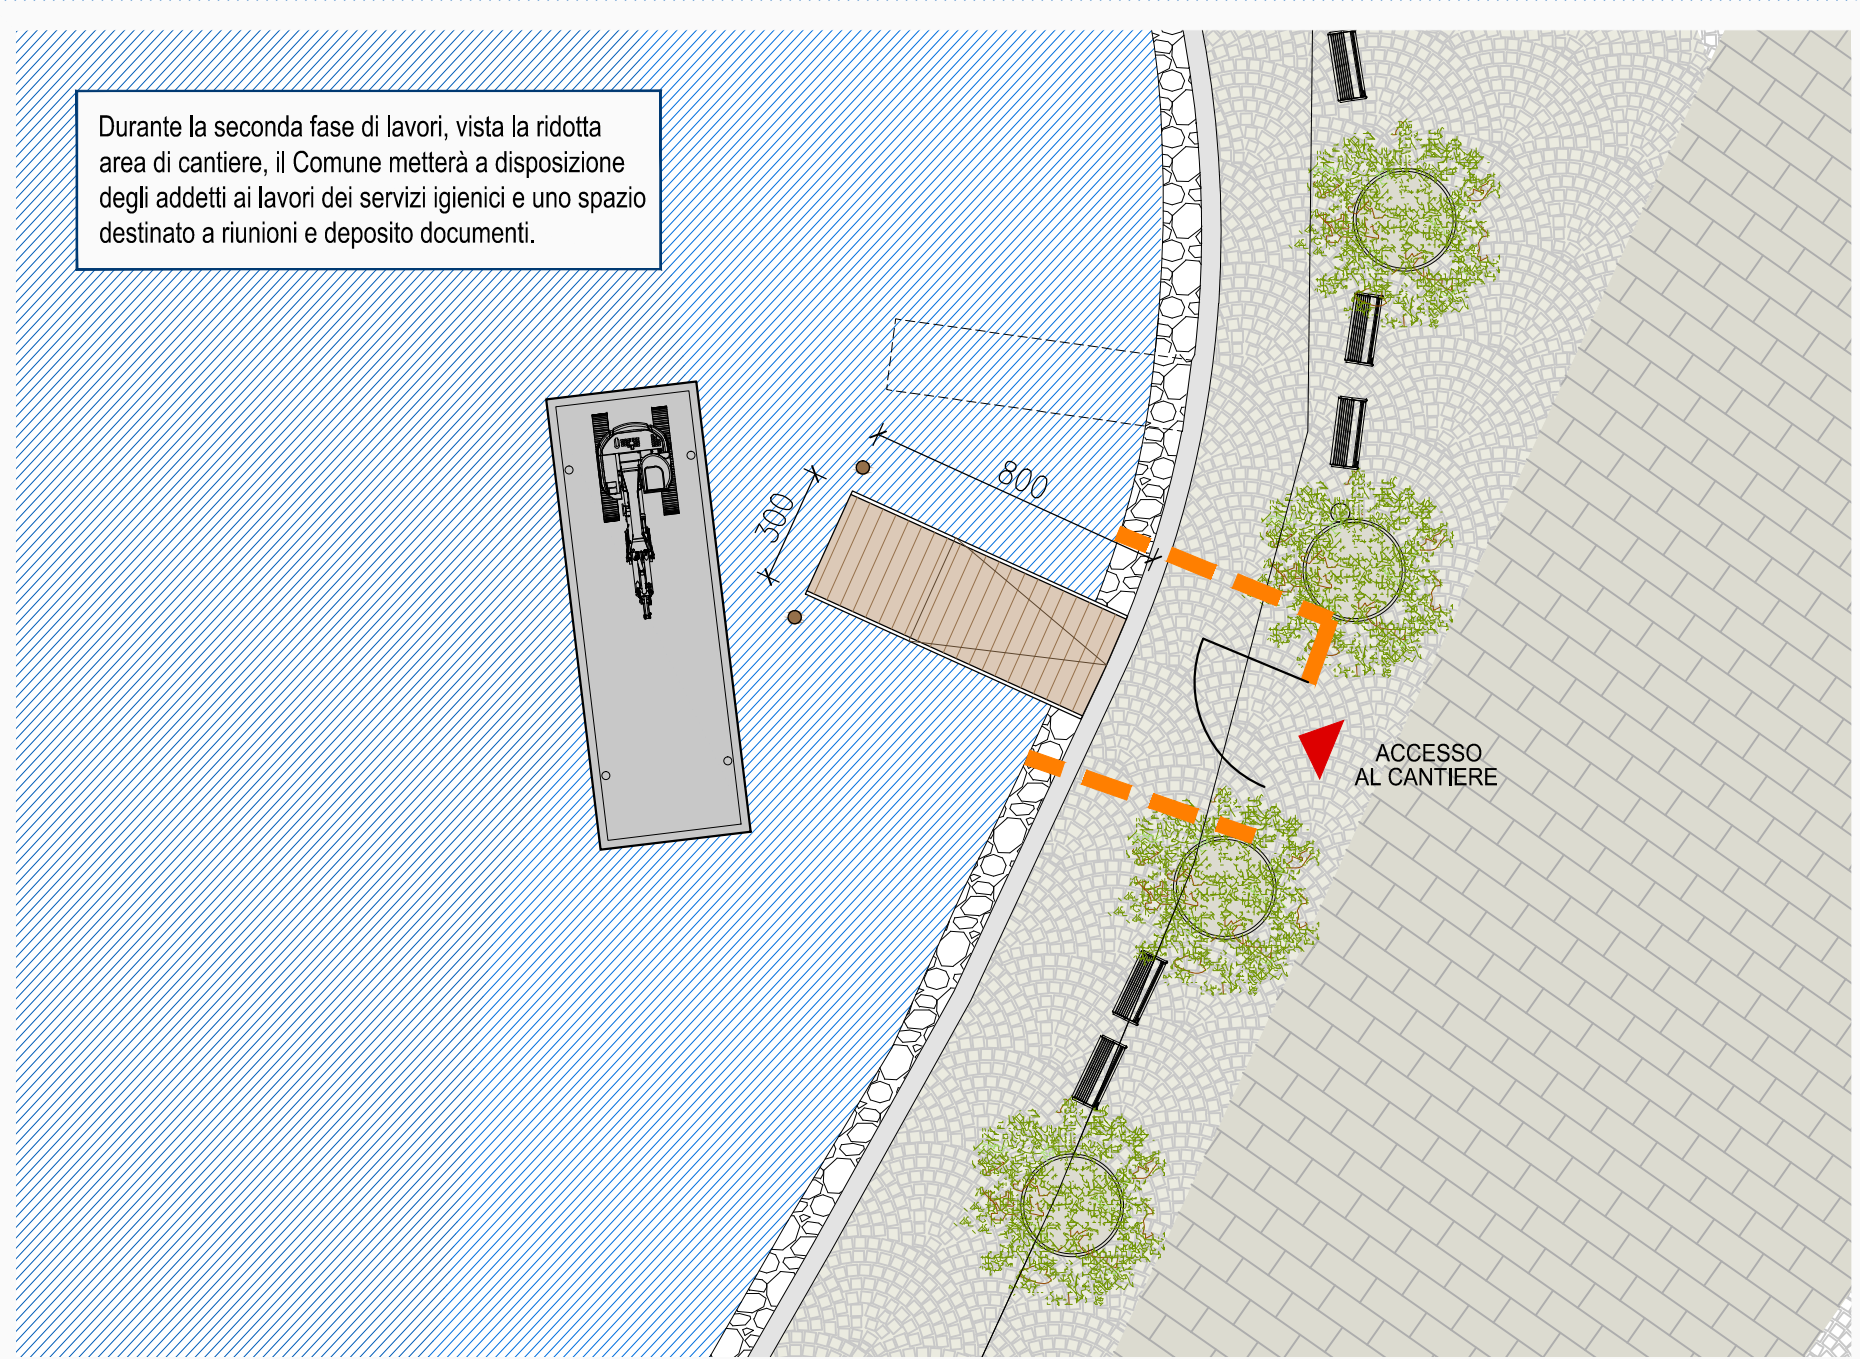 Durante la seconda fase di lavori, vista la ridotta
area di cantiere, il Comune metterà a disposizione
degli addetti ai lavori dei servizi igienici e uno spazio
destinato a riunioni e deposito documenti.
800
300
ACCESSO
AL CANTIERE